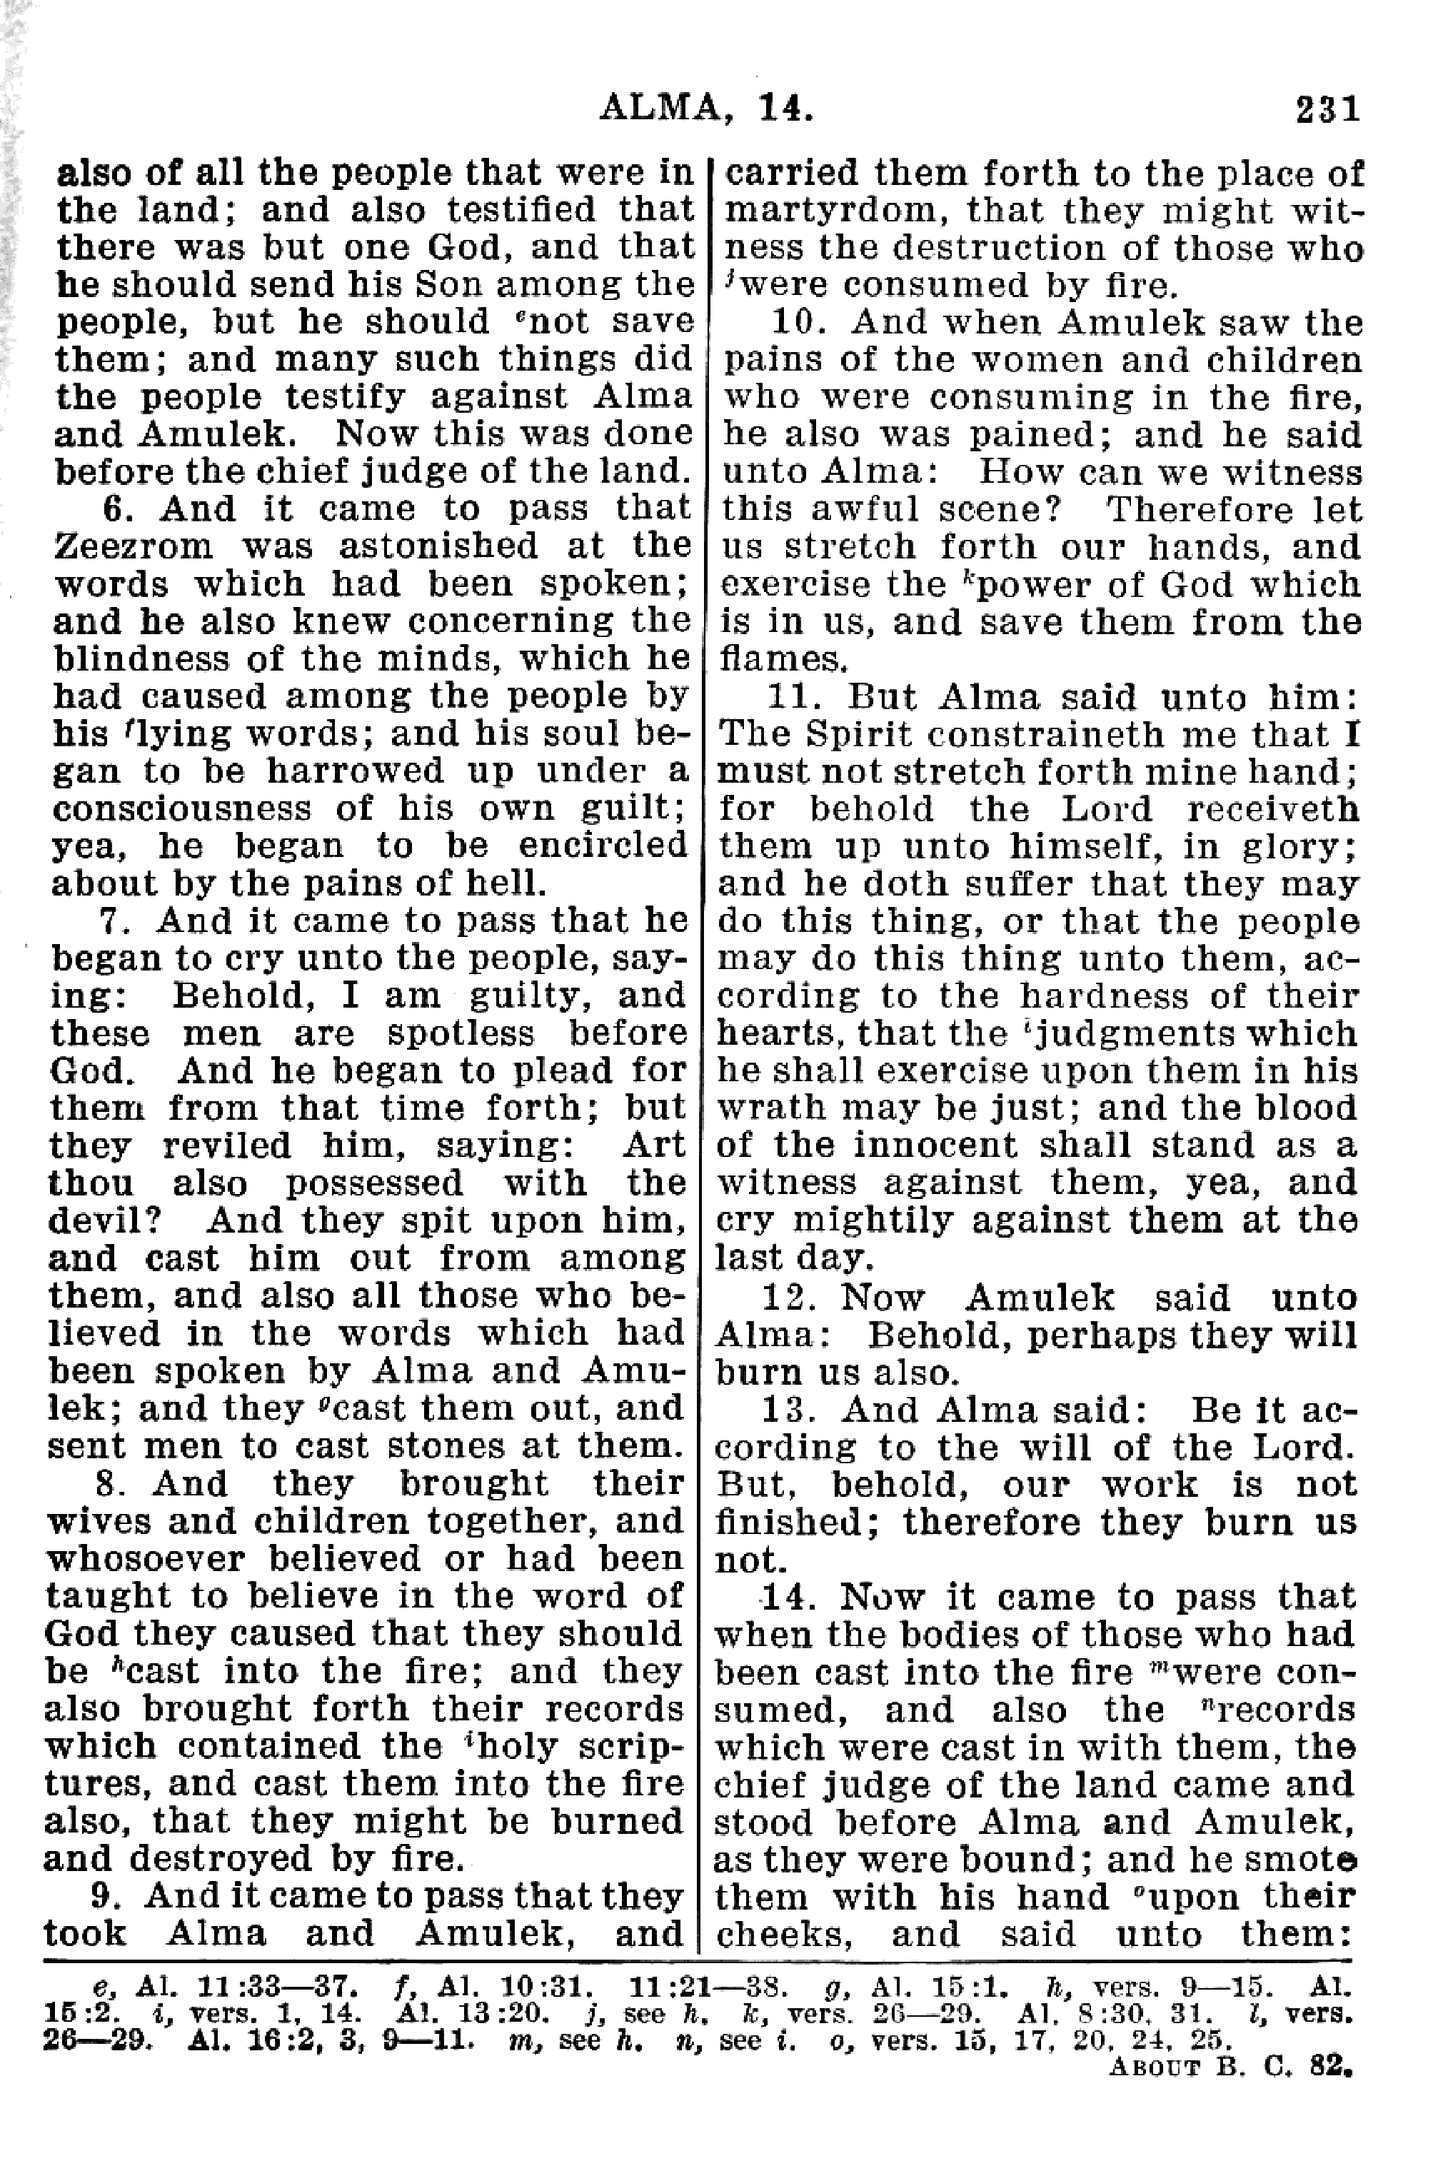 ALMA, 14.
231
also of all the people that were in
the land; and also testified that
there was but one God, and that
he should send his Son among the
people, but he should ᵉnot save
them; and many such things did
the people testify against Alma
and Amulek. Now this was done
before the chief judge of the land.
6. And it came to pass that
Zeezrom was astonished at the
words which had been spoken;
and he also knew concerning the
blindness of the minds, which he
had caused among the people by
his ᶠlying words; and his soul be-
gan to be harrowed up under a
consciousness of his own guilt;
yea, he began to be encircled
about by the pains of hell.
7. And it came to pass that he
began to cry unto the people, say-
ing: Behold, I am guilty, and
these men are spotless before
God. And he began to plead for
them from that time forth; but
they reviled him, saying: Art
thou also possessed with the
devil? And they spit upon him,
and cast him out from among
them, and also all those who be-
lieved in the words which had
been spoken by Alma and Amu-
lek; and they ᵍcast them out, and
sent men to cast stones at them.
8. And they brought their
wives and children together, and
whosoever believed or had been
taught to believe in the word of
God they caused that they should
be ʰcast into the fire; and they
also brought forth their records
which contained the ⁱholy scrip-
tures, and cast them into the fire
also, that they might be burned
and destroyed by fire.
9. And it came to pass that they
took Alma and Amulek, and
carried them forth to the place of
martyrdom, that they might wit-
ness the destruction of those who
ʲwere consumed by fire.
10. And when Amulek saw the
pains of the women and children
who were consuming in the fire,
he also was pained; and he said
unto Alma: How can we witness
this awful scene? Therefore let
us stretch forth our hands, and
exercise the ᵏpower of God which
is in us, and save them from the
flames.
11. But Alma said unto him:
The Spirit constraineth me that I
must not stretch forth mine hand;
for behold the Lord receiveth
them up unto himself, in glory;
and he doth suffer that they may
do this thing, or that the people
may do this thing unto them, ac-
cording to the hardness of their
hearts, that the ˡjudgments which
he shall exercise upon them in his
wrath may be just; and the blood
of the innocent shall stand as a
witness against them, yea, and
cry mightily against them at the
last day.
12. Now Amulek said unto
Alma: Behold, perhaps they will
burn us also.
13. And Alma said: Be it ac-
cording to the will of the Lord.
But, behold, our work is not
finished; therefore they burn us
not.
14. Now it came to pass that
when the bodies of those who had
been cast into the fire ᵐwere con-
sumed, and also the ⁿrecords
which were cast in with them, the
chief judge of the land came and
stood before Alma and Amulek,
as they were bound; and he smote
them with his hand ᵒupon their
cheeks, and said unto them:
e, Al. 11:33—37. f, Al. 10:31. 11:21—38. g, Al. 15:1. h, vers. 9—15. Al.
15:2. i, vers. 1, 14. Al. 13:20. j, see h. k, vers. 26—29. Al. 8:30, 31. l, vers.
26—29. Al. 16:2, 3, 9—11. m, see h. n, see i. o, vers. 15, 17, 20, 24, 25.
ABOUT B. C. 82.